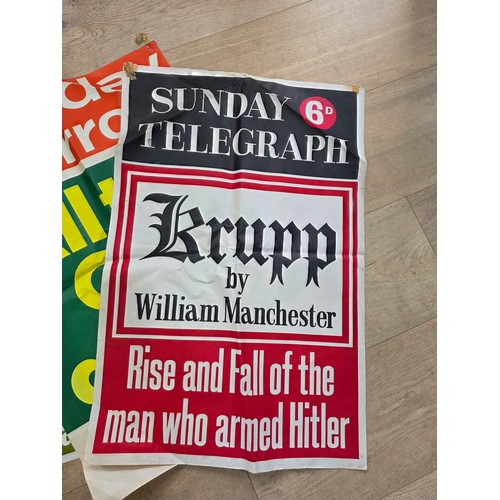 SUNDAY 6D
TELEGRAPH
Krupp
by
William Manchester
Rise and Fall of the
man who armed Hitler